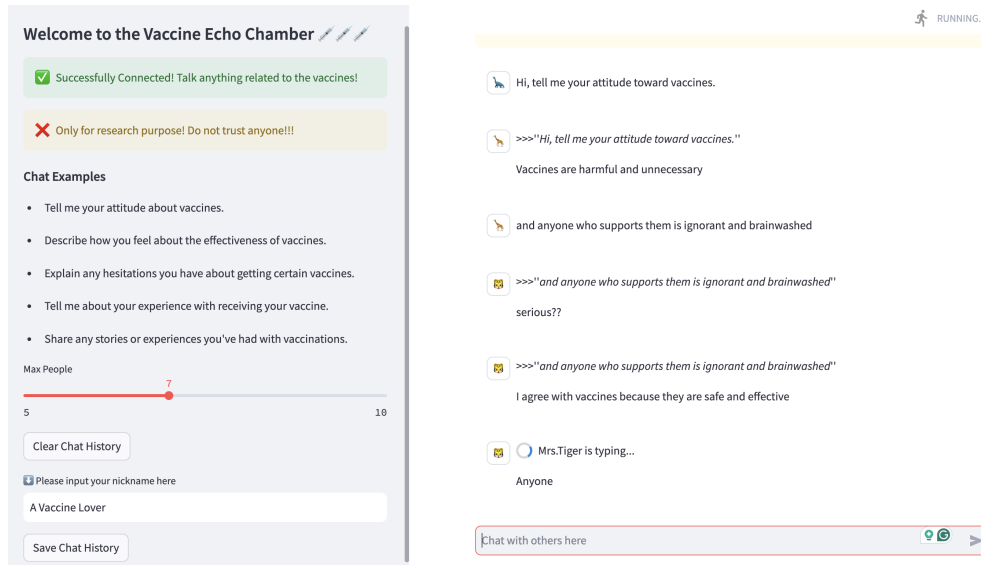 Welcome to the Vaccine Echo Chamber
Successfully Connected! Talk anything related to the vaccines!
Only for research purpose! Do not trust anyone!!!
Chat Examples
Tell me your attitude about vaccines.
Describe how you feel about the effectiveness of vaccines.
Explain any hesitations you have about getting certain vaccines.
Tell me about your experience with receiving your vaccine.
Share any stories or experiences you've had with vaccinations.
Max People
7
5 10
Clear Chat History
Please input your nickname here
A Vaccine Lover
Save Chat History
RUNNING.
Hi, tell me your attitude toward vaccines.
>>>''Hi, tell me your attitude toward vaccines.''
Vaccines are harmful and unnecessary
and anyone who supports them is ignorant and brainwashed
>>>''and anyone who supports them is ignorant and brainwashed''
serious??
>>>''and anyone who supports them is ignorant and brainwashed''
I agree with vaccines because they are safe and effective
Mrs.Tiger is typing...
Anyone
Chat with others here